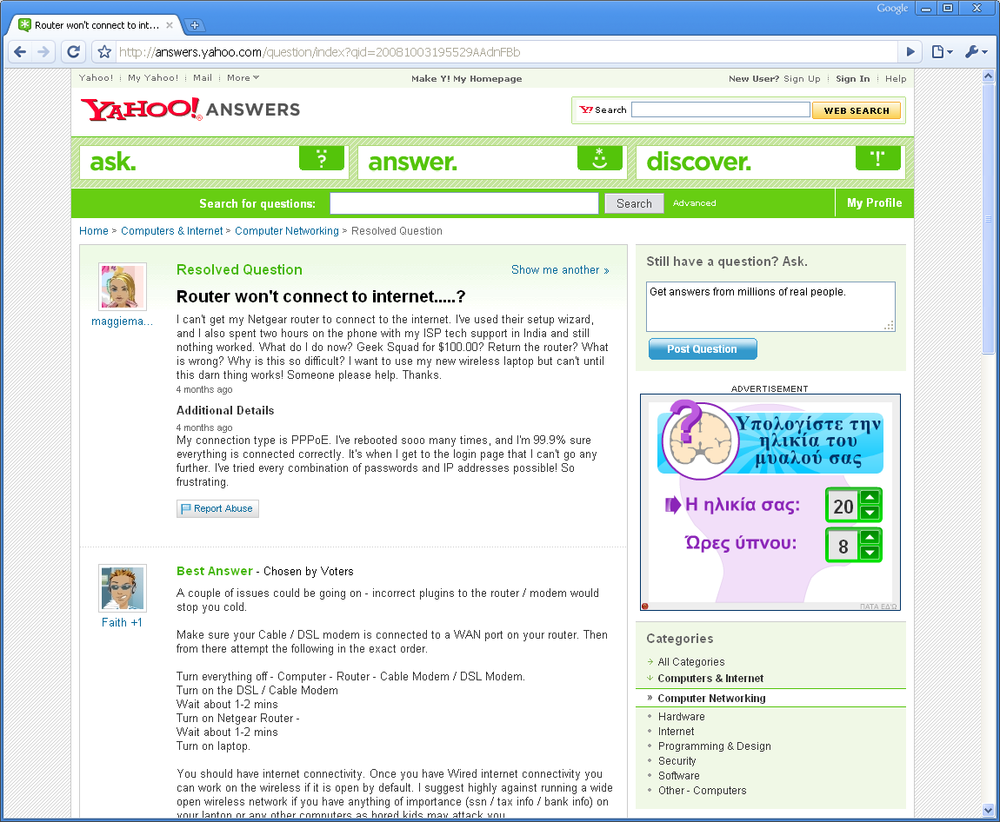 Google
Router won't connect to int...
http://answers.yahoo.com/question/index?qid=20081003195529AAdnFBb
Yahoo! My Yahoo! Mail More Make Y! My Homepage New User? Sign Up Sign In Help
YAHOO! ANSWERS
Y! Search WEB SEARCH
ask. ? answer. discover. !
Search for questions: Search Advanced My Profile
Home > Computers & Internet > Computer Networking > Resolved Question
Resolved Question Show me another »
Router won't connect to internet.....?
maggiema...
I can't get my Netgear router to connect to the internet. I've used their setup wizard,
and I also spent two hours on the phone with my ISP tech support in India and still
nothing worked. What do I do now? Geek Squad for $100.00? Return the router? What
is wrong? Why is this so difficult? I want to use my new wireless laptop but can't until
this darn thing works! Someone please help. Thanks.
4 months ago
Additional Details
4 months ago
My connection type is PPPoE. I've rebooted sooo many times, and I'm 99.9% sure
everything is connected correctly. It's when I get to the login page that I can't go any
further. I've tried every combination of passwords and IP addresses possible! So
frustrating.
Report Abuse
Best Answer - Chosen by Voters
Faith +1
A couple of issues could be going on - incorrect plugins to the router / modem would
stop you cold.
Make sure your Cable / DSL modem is connected to a WAN port on your router. Then
from there attempt the following in the exact order.
Turn everything off - Computer - Router - Cable Modem / DSL Modem.
Turn on the DSL / Cable Modem
Wait about 1-2 mins
Turn on Netgear Router -
Wait about 1-2 mins
Turn on laptop.
You should have internet connectivity. Once you have Wired internet connectivity you
can work on the wireless if it is open by default. I suggest highly against running a wide
open wireless network if you have anything of importance (ssn / tax info / bank info) on
your laptop or any other computers as bored kids may attack you
Still have a question? Ask.
Get answers from millions of real people.
Post Question
ADVERTISEMENT
?
Υπολογίστε την
ηλικία του
μυαλού σας
Η ηλικία σας: 20
Ώρες ύπνου: 8
ΠΑΤΑ ΕΔΩ
Categories
All Categories
Computers & Internet
» Computer Networking
Hardware
Internet
Programming & Design
Security
Software
Other - Computers